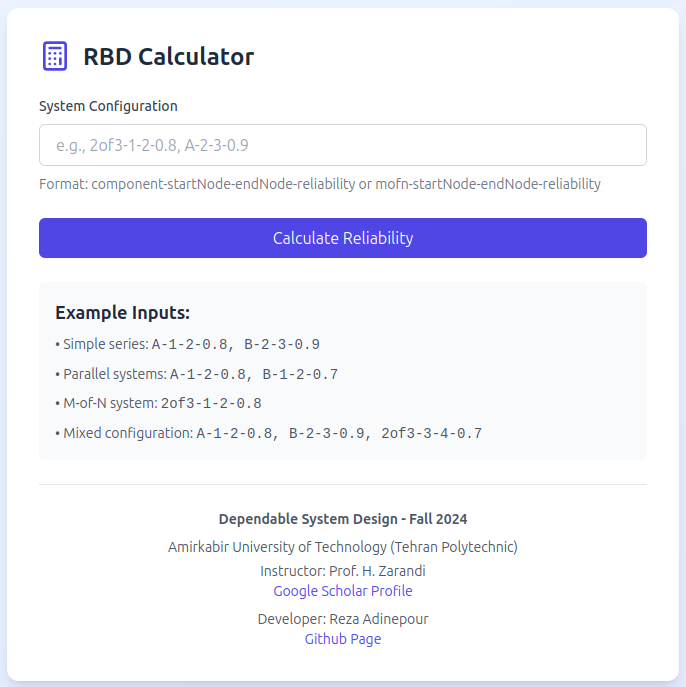 RBD Calculator
System Configuration
e.g., 2of3-1-2-0.8, A-2-3-0.9
Format: component-startNode-endNode-reliability or mofn-startNode-endNode-reliability
Calculate Reliability
Example Inputs:
• Simple series: A-1-2-0.8, B-2-3-0.9
• Parallel systems: A-1-2-0.8, B-1-2-0.7
• M-of-N system: 2of3-1-2-0.8
• Mixed configuration: A-1-2-0.8, B-2-3-0.9, 2of3-3-4-0.7
Dependable System Design - Fall 2024
Amirkabir University of Technology (Tehran Polytechnic)
Instructor: Prof. H. Zarandi
Google Scholar Profile
Developer: Reza Adinepour
Github Page